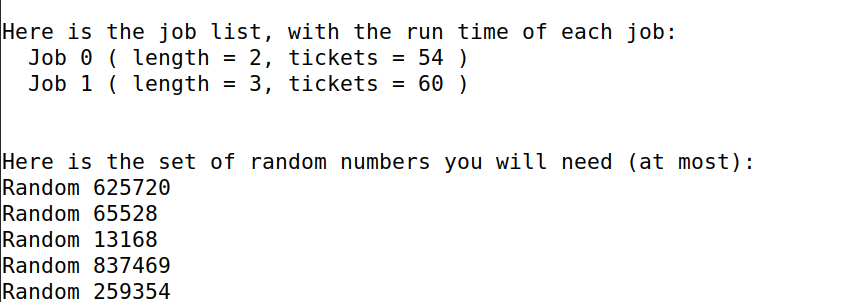 Here is the job list, with the run time of each job:
  Job 0 ( length = 2, tickets = 54 )
  Job 1 ( length = 3, tickets = 60 )
Here is the set of random numbers you will need (at most):
Random 625720
Random 65528
Random 13168
Random 837469
Random 259354